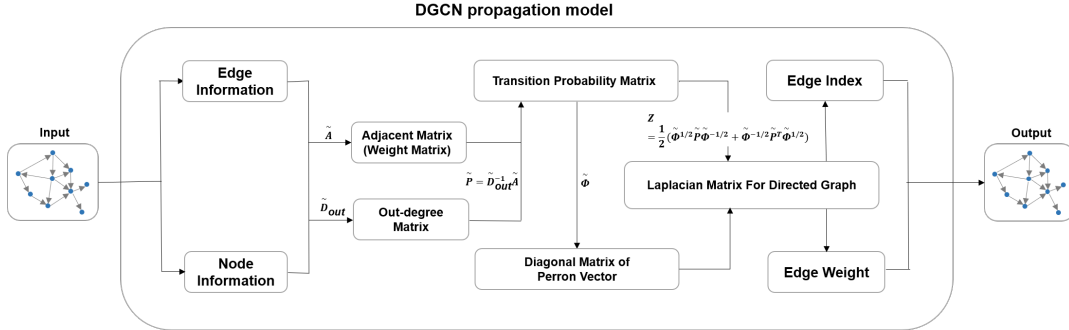 DGCN propagation model
Input
Edge
Information
Node
Information
Ã
D̃out
Adjacent Matrix
(Weight Matrix)
Out-degree
Matrix
P̃ = D̃out⁻¹Ã
Transition Probability Matrix
Φ̃
Diagonal Matrix of
Perron Vector
Z
= 1/2 (Φ̃^1/2 P̃ Φ̃^−1/2 + Φ̃^−1/2 P̃^T Φ̃^1/2)
Laplacian Matrix For Directed Graph
Edge Index
Edge Weight
Output